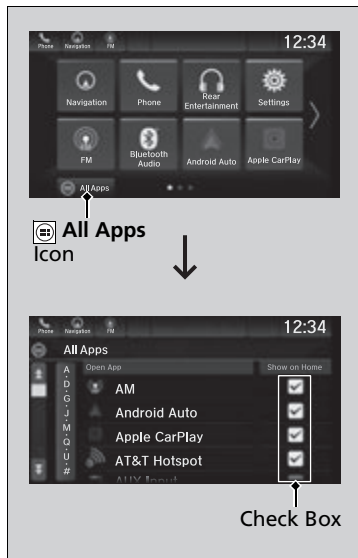 Phone Navigation FM 12:34
Navigation Phone Rear Entertainment Settings
FM Bluetooth Audio Android Auto Apple CarPlay
All Apps
All Apps
Icon
Phone Navigation FM 12:34
All Apps
Open App Show on Home
A
D
G
J
M
Q
U
#
AM
Android Auto
Apple CarPlay
AT&T Hotspot
AUX Input
Check Box